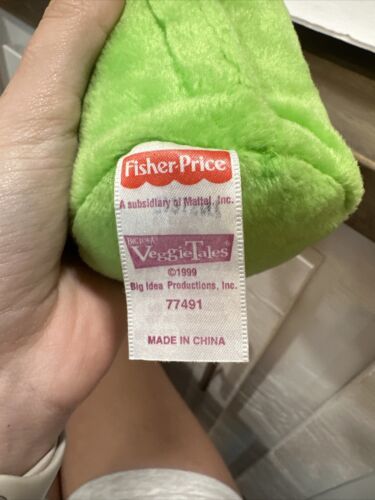 Fisher-Price
A subsidiary of Mattel, Inc.
BIG IDEA'S
VeggieTales
©1999
Big Idea Productions, Inc.
77491
MADE IN CHINA